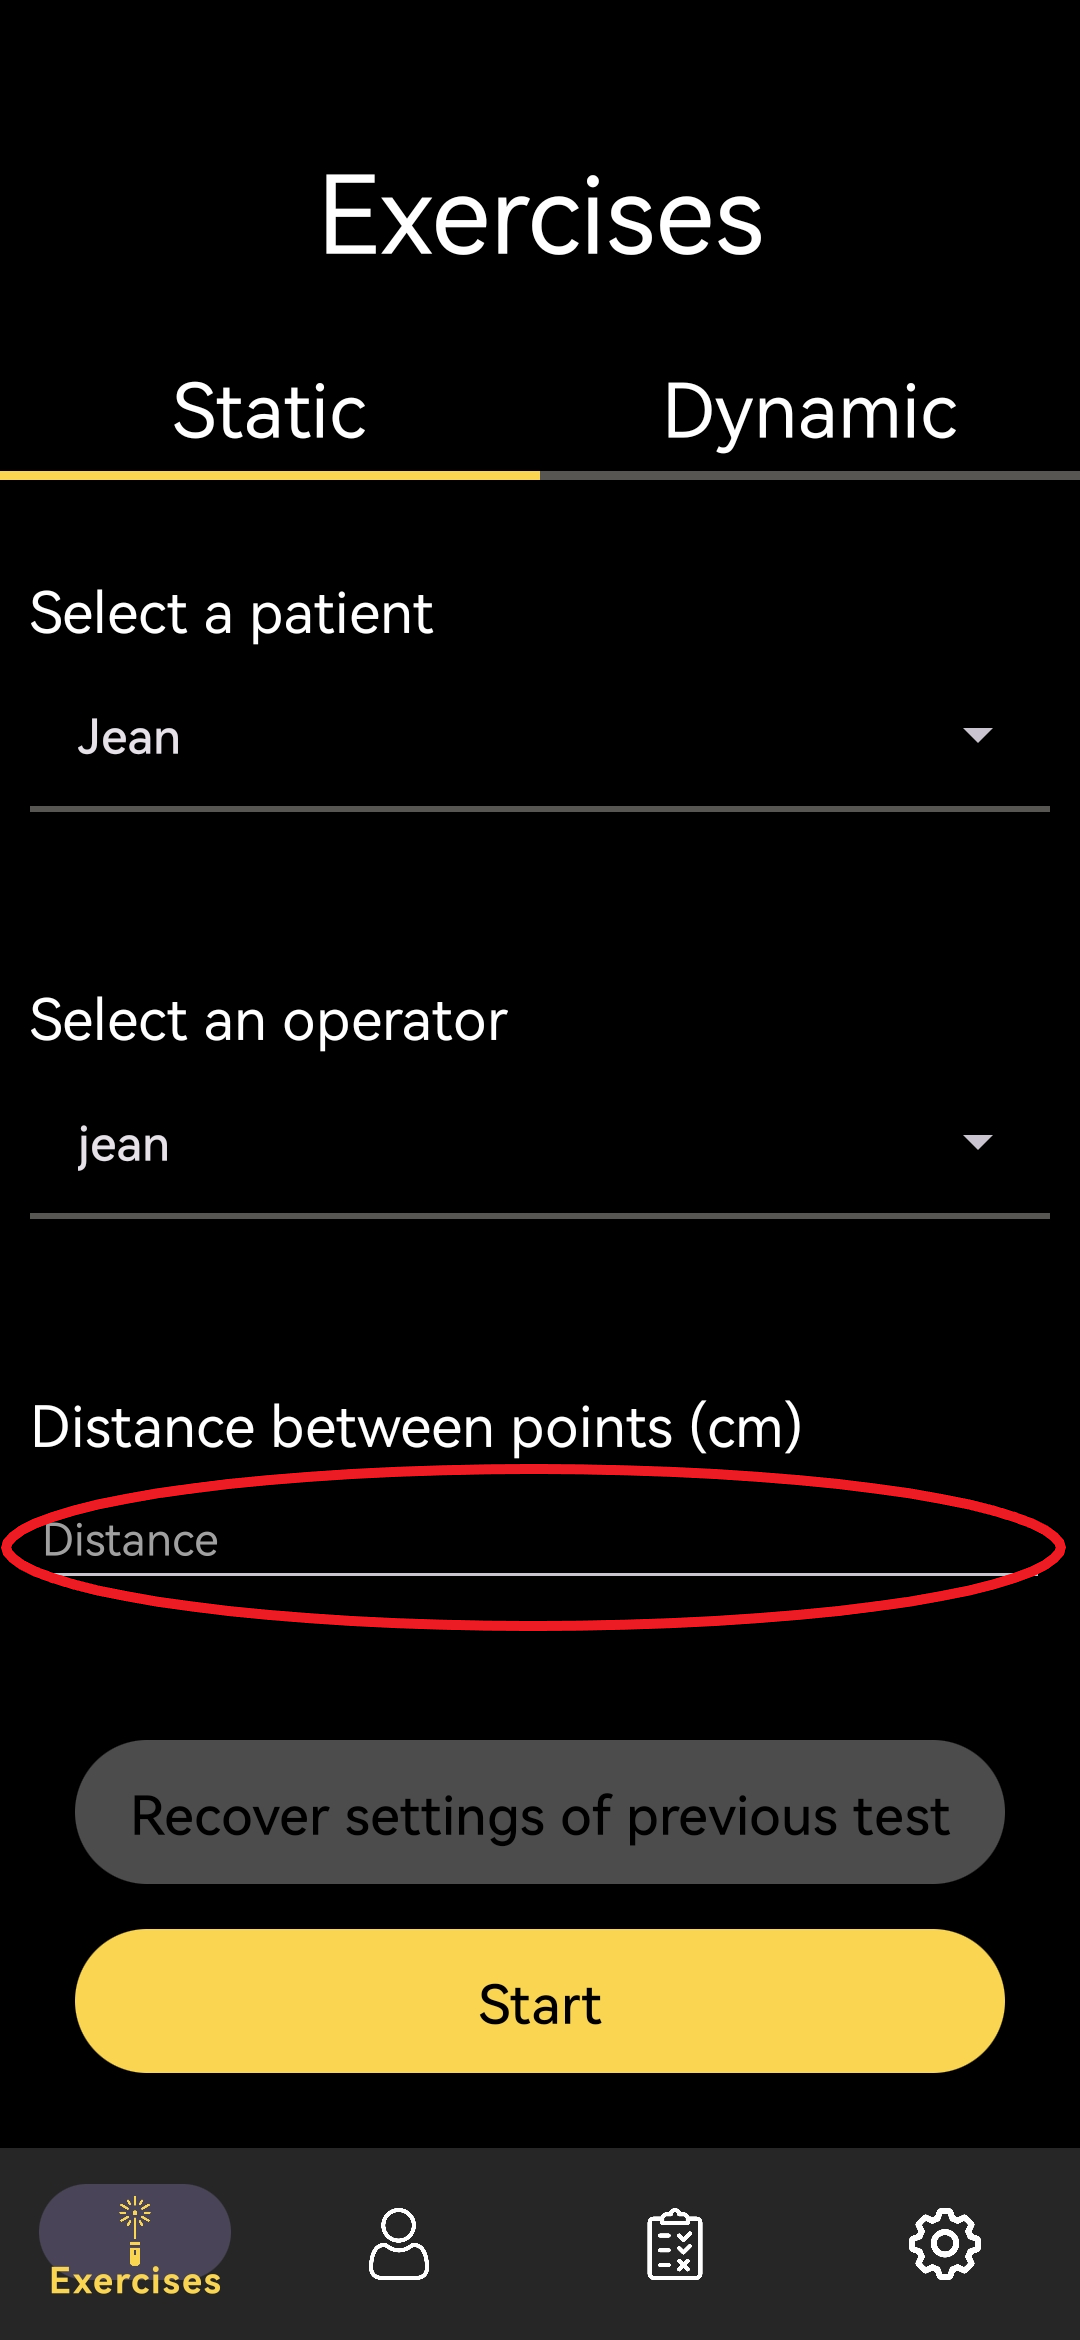 Exercises
Static
Dynamic
Select a patient
Jean
Select an operator
jean
Distance between points (cm)
Distance
Recover settings of previous test
Start
Exercises